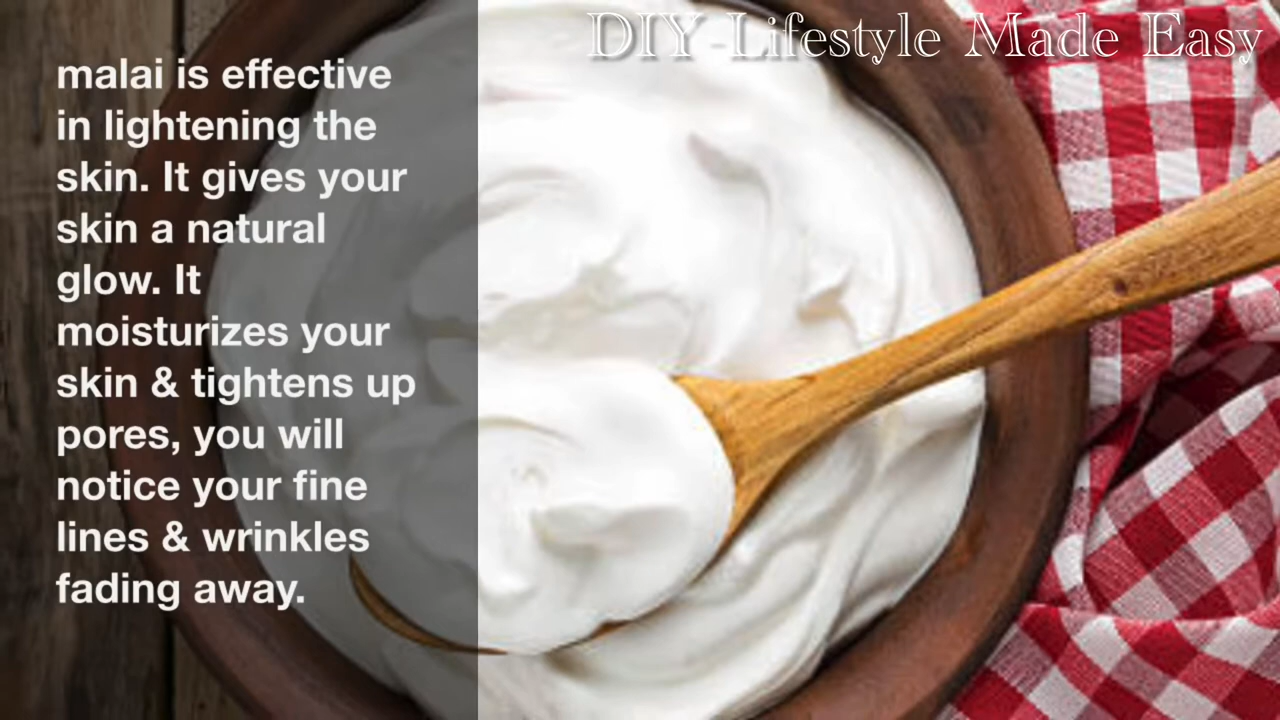 DIY-Lifestyle Made Easy
malai is effective
in lightening the
skin. It gives your
skin a natural
glow. It
moisturizes your
skin & tightens up
pores, you will
notice your fine
lines & wrinkles
fading away.